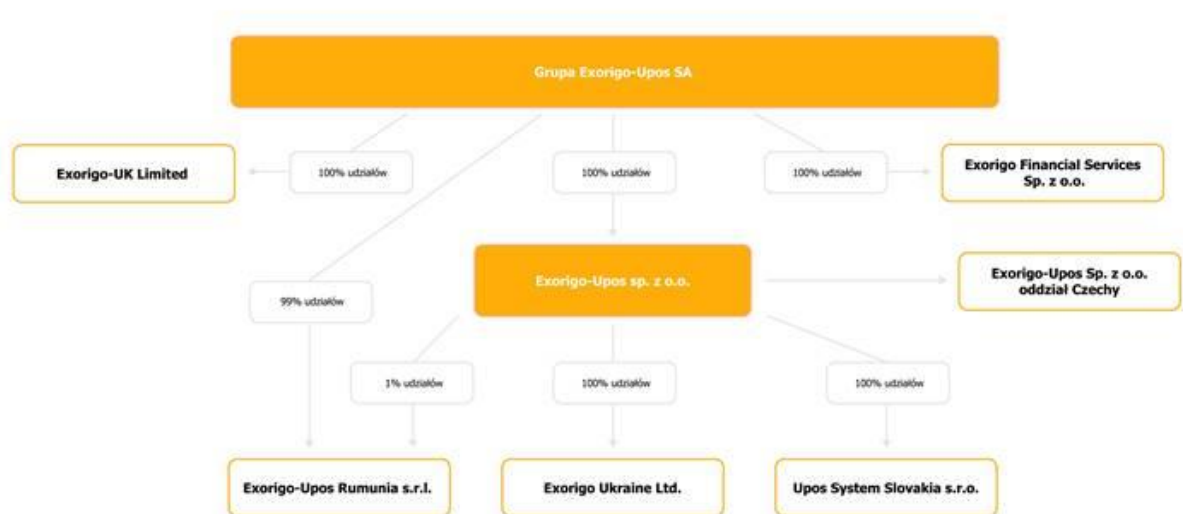 Grupa Exorigo-Upos SA
Exorigo-UK Limited
100% udziałów
100% udziałów
100% udziałów
Exorigo Financial Services
Sp. z o.o.
Exorigo-Upos sp. z o.o.
Exorigo-Upos Sp. z o.o.
oddział Czechy
99% udziałów
1% udziałów
100% udziałów
100% udziałów
Exorigo-Upos Rumunia s.r.l.
Exorigo Ukraine Ltd.
Upos System Slovakia s.r.o.